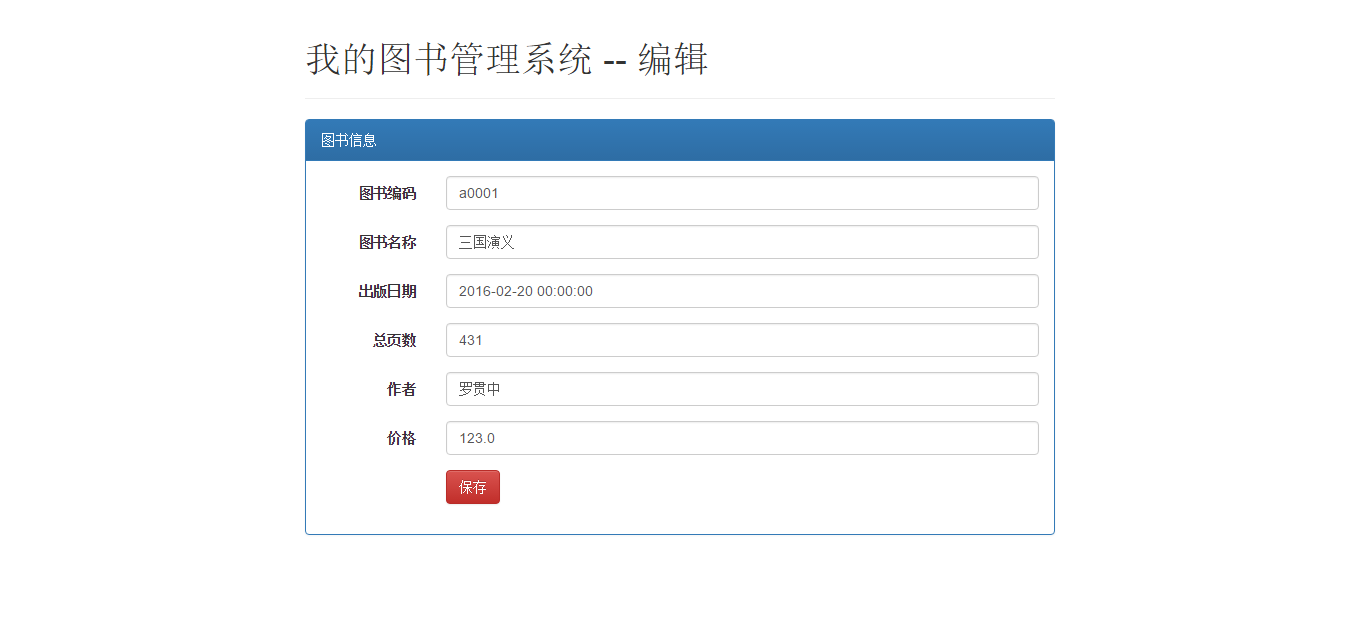 我的图书管理系统 -- 编辑
图书信息
图书编码 a0001
图书名称 三国演义
出版日期 2016-02-20 00:00:00
总页数 431
作者 罗贯中
价格 123.0
保存